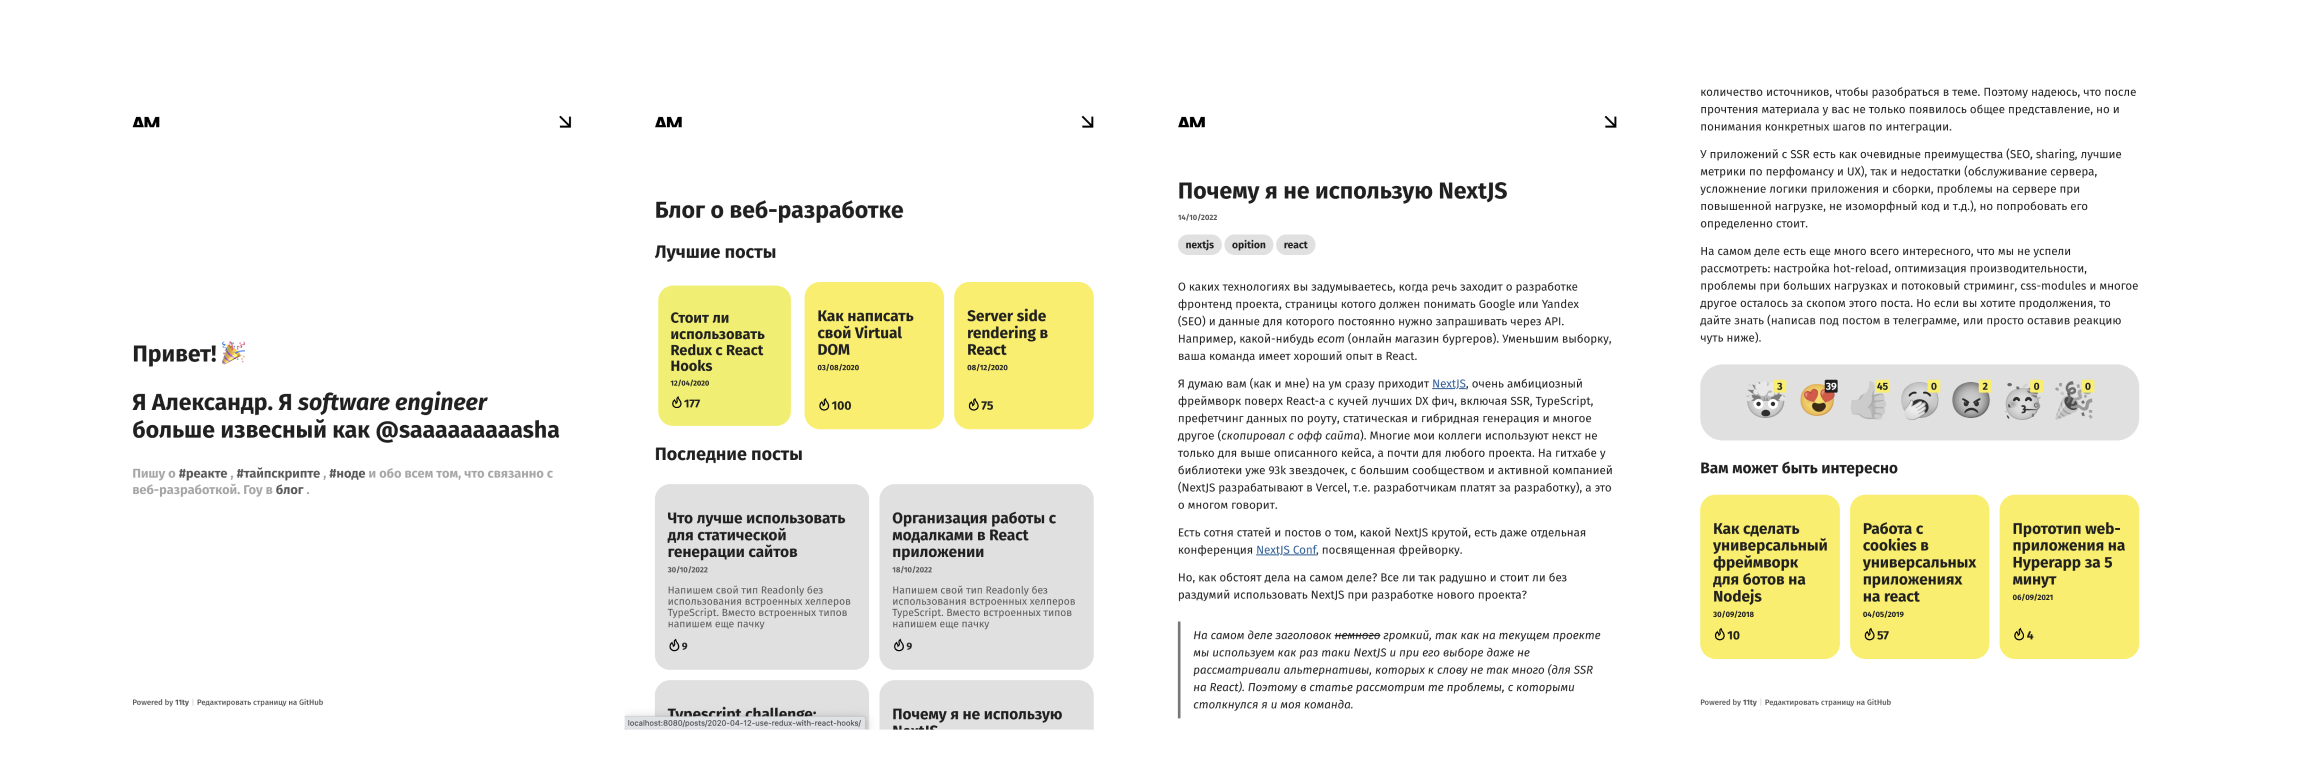 AM
Привет!
Я Александр. Я software engineer
больше извесный как @saaaaaaaaasha
Пишу о #реакте , #тайпскрипте , #ноде и обо всем том, что связанно с
веб-разработкой. Гоу в блог .
Powered by 11ty | Редактировать страницу на GitHub
AM
Блог о веб-разработке
Лучшие посты
Стоит ли
использовать
Redux с React
Hooks
12/04/2020
177
Как написать
свой Virtual
DOM
03/08/2020
100
Server side
rendering в
React
08/12/2020
75
Последние посты
Что лучше использовать
для статической
генерации сайтов
30/10/2022
Напишем свой тип Readonly без
использования встроенных хелперов
TypeScript. Вместо встроенных типов
напишем еще пачку
9
Организация работы с
модалками в React
приложении
18/10/2022
Напишем свой тип Readonly без
использования встроенных хелперов
TypeScript. Вместо встроенных типов
напишем еще пачку
9
Typescript challenge:
Почему я не использую
NextJS
localhost:8080/posts/2020-04-12-use-redux-with-react-hooks/
AM
Почему я не использую NextJS
14/10/2022
nextjs opition react
О каких технологиях вы задумываетесь, когда речь заходит о разработке
фронтенд проекта, страницы котого должен понимать Google или Yandex
(SEO) и данные для которого постоянно нужно запрашивать через API.
Например, какой-нибудь ecom (онлайн магазин бургеров). Уменьшим выборку,
ваша команда имеет хороший опыт в React.
Я думаю вам (как и мне) на ум сразу приходит NextJS, очень амбициозный
фреймворк поверх React-а с кучей лучших DX фич, включая SSR, TypeScript,
префетчинг данных по роуту, статическая и гибридная генерация и многое
другое (скопировал с офф сайта). Многие мои коллеги используют некст не
только для выше описанного кейса, а почти для любого проекта. На гитхабе у
библиотеки уже 93k звездочек, с большим сообществом и активной компанией
(NextJS разрабатывают в Vercel, т.е. разработчикам платят за разработку), а это
о многом говорит.
Есть сотня статей и постов о том, какой NextJS крутой, есть даже отдельная
конференция NextJS Conf, посвященная фрейворку.
Но, как обстоят дела на самом деле? Все ли так радушно и стоит ли без
раздумий использовать NextJS при разработке нового проекта?
На самом деле заголовок немного громкий, так как на текущем проекте
мы используем как раз таки NextJS и при его выборе даже не
рассматривали альтернативы, которых к слову не так много (для SSR
на React). Поэтому в статье рассмотрим те проблемы, с которыми
столкнулся я и моя команда.
количество источников, чтобы разобраться в теме. Поэтому надеюсь, что после
прочтения материала у вас не только появилось общее представление, но и
понимания конкретных шагов по интеграции.
У приложений с SSR есть как очевидные преимущества (SEO, sharing, лучшие
метрики по перфомансу и UX), так и недостатки (обслуживание сервера,
усложнение логики приложения и сборки, проблемы на сервере при
повышенной нагрузке, не изоморфный код и т.д.), но попробовать его
определенно стоит.
На самом деле есть еще много всего интересного, что мы не успели
рассмотреть: настройка hot-reload, оптимизация производительности,
проблемы при больших нагрузках и потоковый стриминг, css-modules и многое
другое осталось за скопом этого поста. Но если вы хотите продолжения, то
дайте знать (написав под постом в телеграмме, или просто оставив реакцию
чуть ниже).
3 39 45 0 2 0 0
Вам может быть интересно
Как сделать
универсальный
фреймворк
для ботов на
Nodejs
30/09/2018
10
Работа с
cookies в
универсальных
приложениях
на react
04/05/2019
57
Прототип web-
приложения на
Hyperapp за 5
минут
06/09/2021
4
Powered by 11ty | Редактировать страницу на GitHub